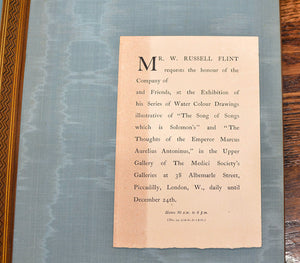 MR. W. RUSSELL FLINT
requests the honour of the
Company of
and Friends, at the Exhibition of
his Series of Water Colour Drawings
illustrative of "The Song of Songs
which is Solomon's" and "The
Thoughts of the Emperor Marcus
Aurelius Antoninus," in the Upper
Gallery of The Medici Society's
Galleries at 38 Albemarle Street,
Piccadilly, London, W., daily until
December 24th.
Hours 10 a.m. to 6 p.m.